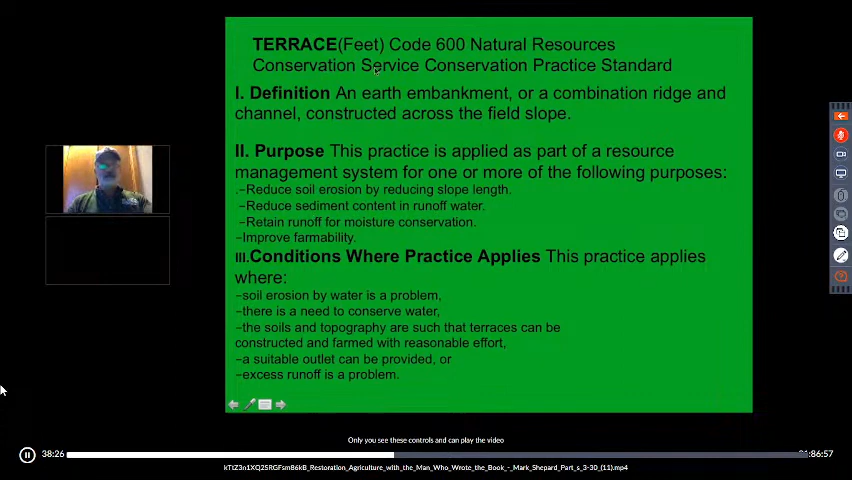 TERRACE(Feet) Code 600 Natural Resources
Conservation Service Conservation Practice Standard
I. Definition An earth embankment, or a combination ridge and
channel, constructed across the field slope.
II. Purpose This practice is applied as part of a resource
management system for one or more of the following purposes:
.–Reduce soil erosion by reducing slope length.
–Reduce sediment content in runoff water.
–Retain runoff for moisture conservation.
–Improve farmability.
III.Conditions Where Practice Applies This practice applies
where:
–soil erosion by water is a problem,
–there is a need to conserve water,
–the soils and topography are such that terraces can be
constructed and farmed with reasonable effort,
–a suitable outlet can be provided, or
–excess runoff is a problem.
Only you see these controls and can play the video
38:26
:86:57
kTtZ3n1XQ2SRGFsm86kB_Restoration_Agriculture_with_the_Man_Who_Wrote_the_Book_-_Mark_Shepard_Part_s_3-30_(11).mp4